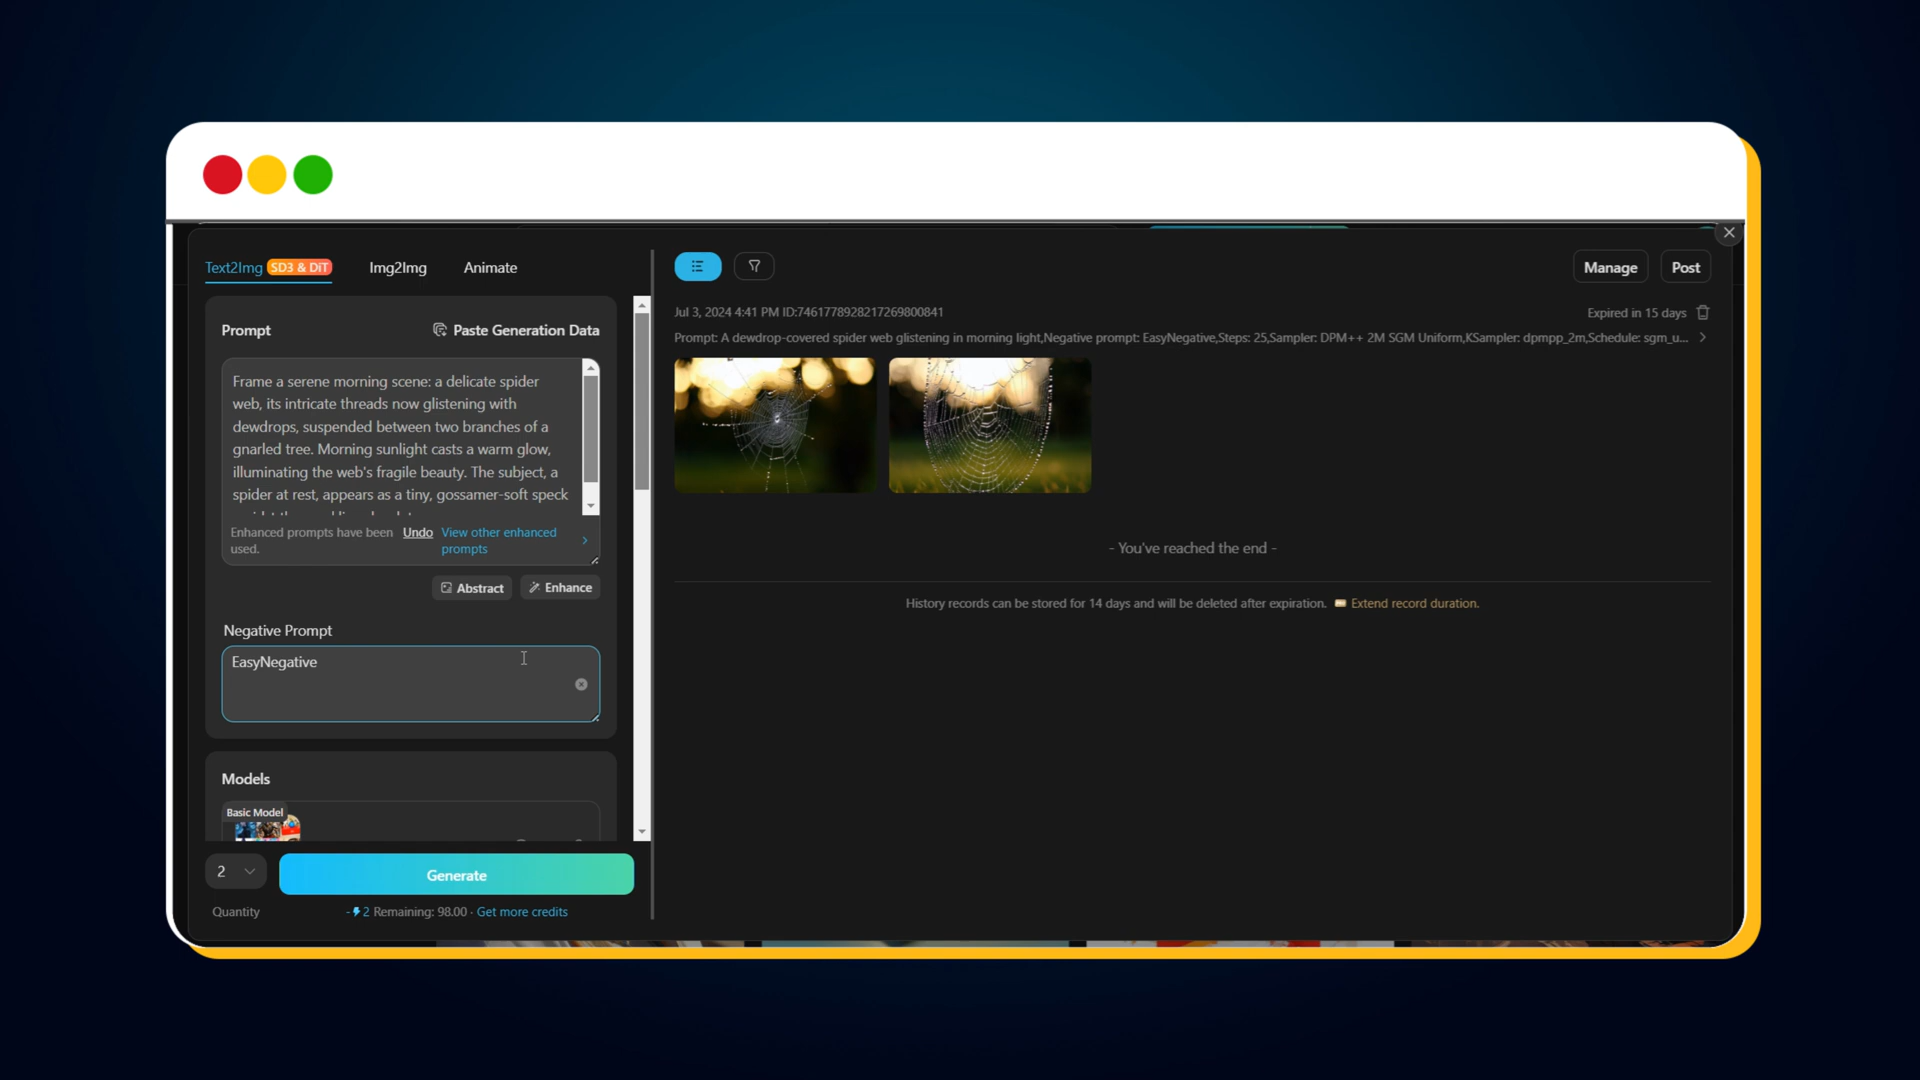 Text2Img SD3 & DiT Img2Img Animate
Manage Post
Jul 3, 2024 4:41 PM ID:7461778928217269800841
Expired in 15 days
Prompt: A dewdrop-covered spider web glistening in morning light,Negative prompt: EasyNegative,Steps: 25,Sampler: DPM++ 2M SGM Uniform,KSampler: dpmpp_2m,Schedule: sgm_u...
Prompt
Paste Generation Data
Frame a serene morning scene: a delicate spider
web, its intricate threads now glistening with
dewdrops, suspended between two branches of a
gnarled tree. Morning sunlight casts a warm glow,
illuminating the web's fragile beauty. The subject, a
spider at rest, appears as a tiny, gossamer-soft speck
Enhanced prompts have been
used.
Undo
View other enhanced
prompts
Abstract
Enhance
Negative Prompt
EasyNegative
Models
Basic Model
2
Generate
Quantity
- 2 Remaining: 98.00 · Get more credits
- You've reached the end -
History records can be stored for 14 days and will be deleted after expiration. Extend record duration.